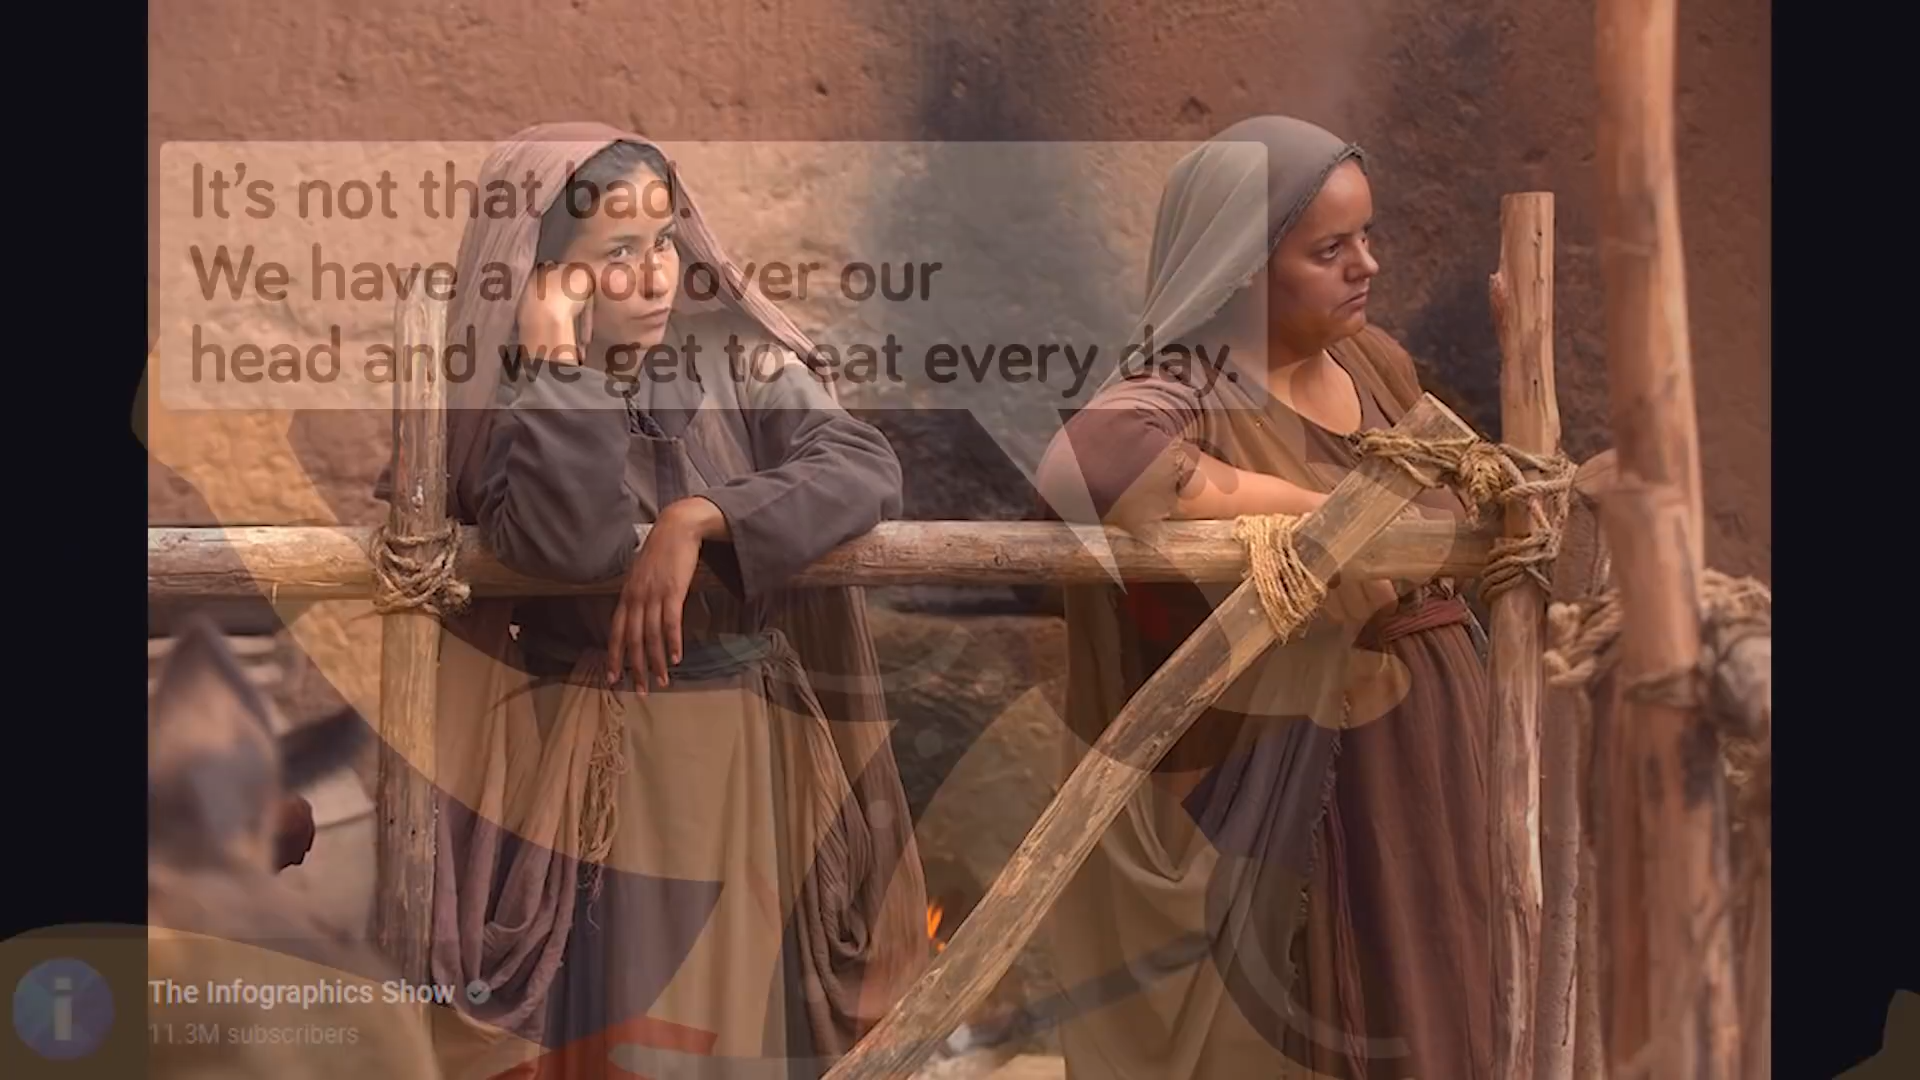 It's not that bad.
We have a roof over our
head and we get to eat every day.
The Infographics Show
11.3M subscribers